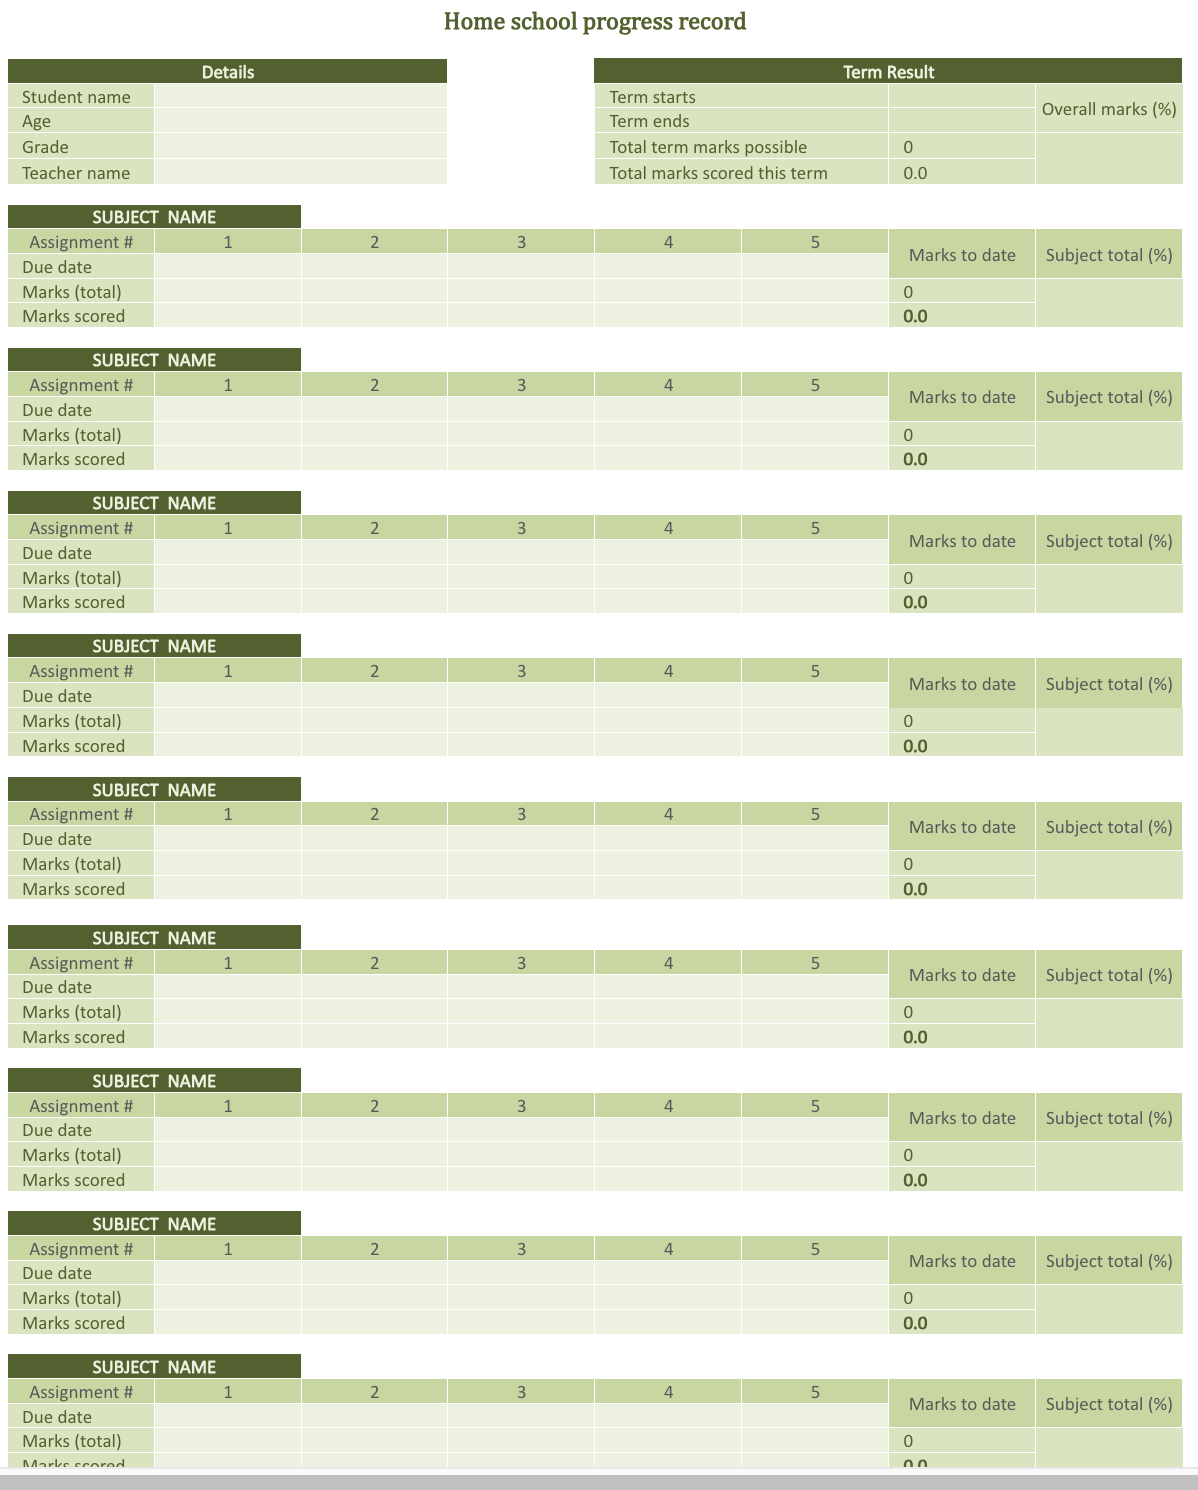 Home school progress record
Details
Student name
Age
Grade
Teacher name
Term Result
Term starts
Term ends
Overall marks (%)
Total term marks possible 0
Total marks scored this term 0.0
SUBJECT NAME
Assignment # 1 2 3 4 5 Marks to date Subject total (%)
Due date
Marks (total) 0
Marks scored 0.0
SUBJECT NAME
Assignment # 1 2 3 4 5 Marks to date Subject total (%)
Due date
Marks (total) 0
Marks scored 0.0
SUBJECT NAME
Assignment # 1 2 3 4 5 Marks to date Subject total (%)
Due date
Marks (total) 0
Marks scored 0.0
SUBJECT NAME
Assignment # 1 2 3 4 5 Marks to date Subject total (%)
Due date
Marks (total) 0
Marks scored 0.0
SUBJECT NAME
Assignment # 1 2 3 4 5 Marks to date Subject total (%)
Due date
Marks (total) 0
Marks scored 0.0
SUBJECT NAME
Assignment # 1 2 3 4 5 Marks to date Subject total (%)
Due date
Marks (total) 0
Marks scored 0.0
SUBJECT NAME
Assignment # 1 2 3 4 5 Marks to date Subject total (%)
Due date
Marks (total) 0
Marks scored 0.0
SUBJECT NAME
Assignment # 1 2 3 4 5 Marks to date Subject total (%)
Due date
Marks (total) 0
Marks scored 0.0
SUBJECT NAME
Assignment # 1 2 3 4 5 Marks to date Subject total (%)
Due date
Marks (total) 0
Marks scored 0.0